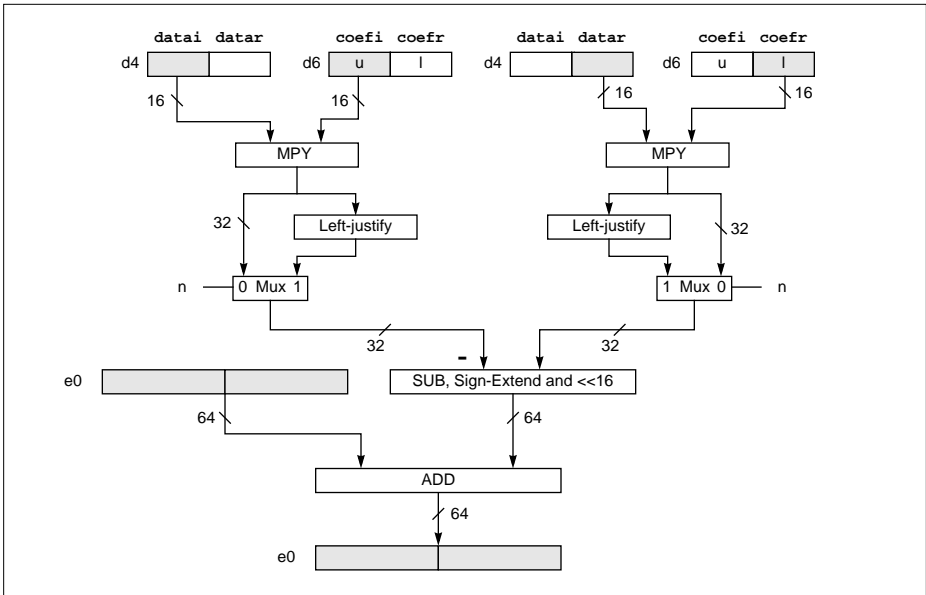 datai datar coefi coefr datai datar coefi coefr
d4 d6 u l d4 d6 u l
16 16 16 16
MPY MPY
32 Left-justify Left-justify 32
n 0 Mux 1 1 Mux 0 n
32 32
-
e0 SUB, Sign-Extend and <<16
64 64
ADD
64
e0